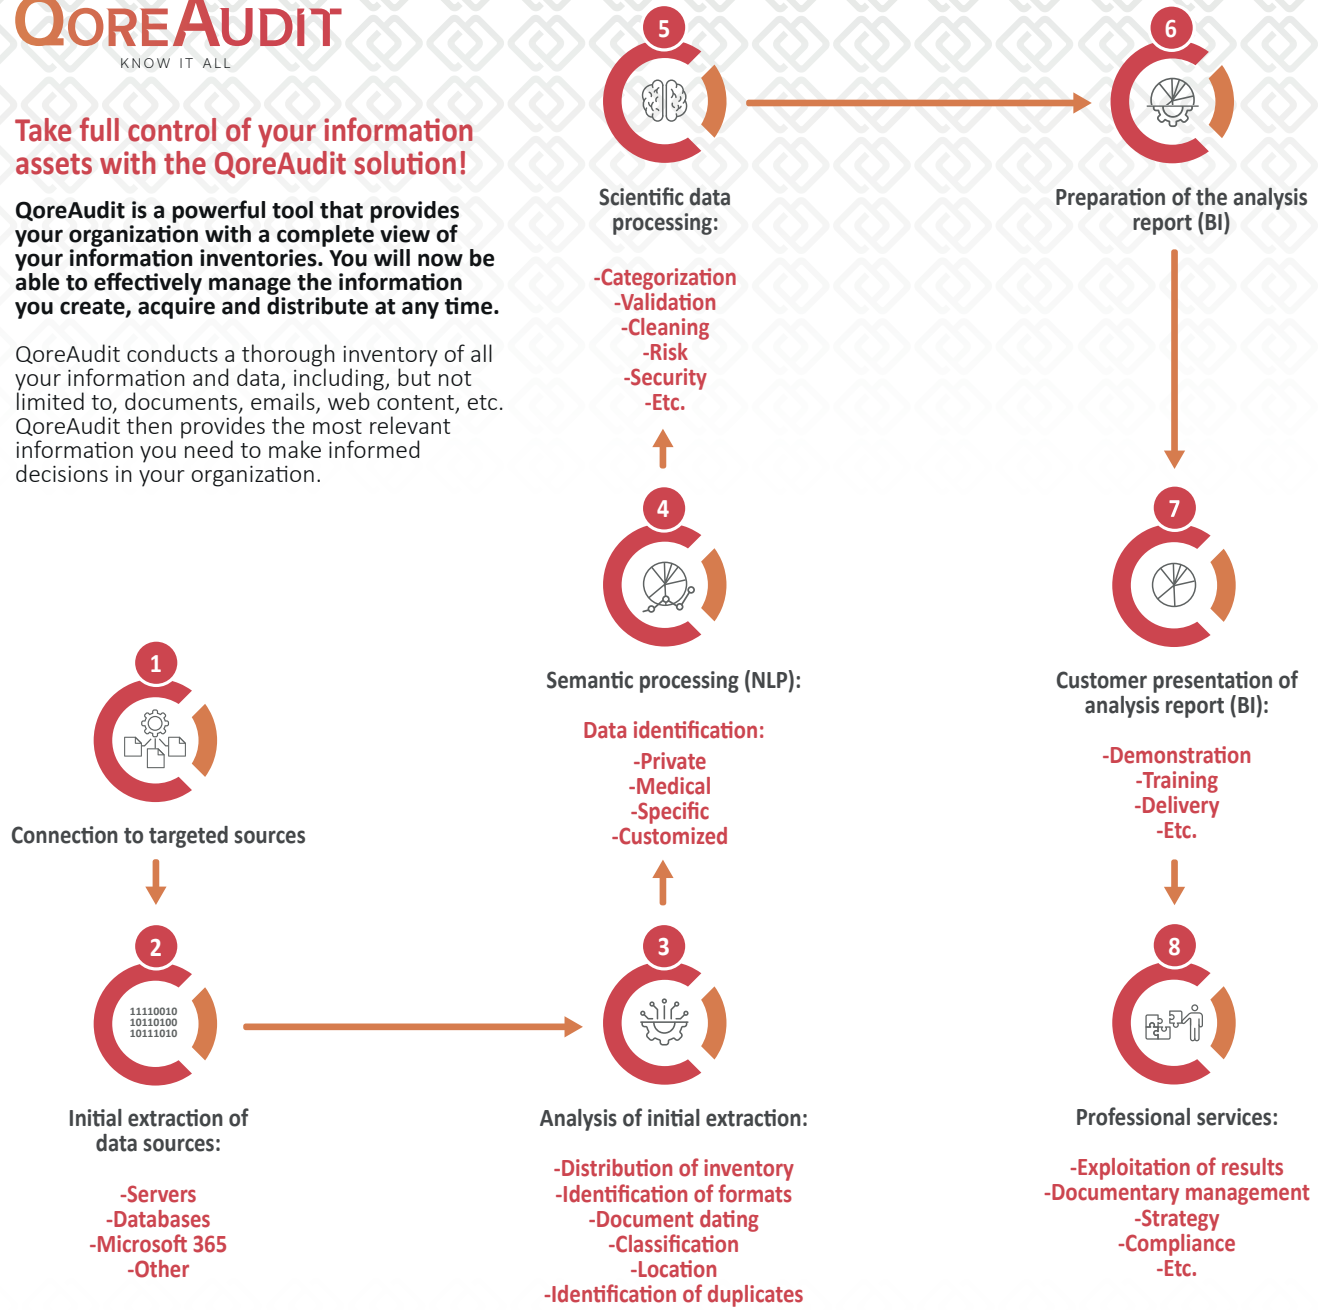 QOREAUDIT
KNOW IT ALL
Take full control of your information
assets with the QoreAudit solution!
QoreAudit is a powerful tool that provides
your organization with a complete view of
your information inventories. You will now be
able to effectively manage the information
you create, acquire and distribute at any time.
QoreAudit conducts a thorough inventory of all
your information and data, including, but not
limited to, documents, emails, web content, etc.
QoreAudit then provides the most relevant
information you need to make informed
decisions in your organization.
1
Connection to targeted sources
2
11110010
10110100
10111010
Initial extraction of
data sources:
-Servers
-Databases
-Microsoft 365
-Other
3
Analysis of initial extraction:
-Distribution of inventory
-Identification of formats
-Document dating
-Classification
-Location
-Identification of duplicates
4
Semantic processing (NLP):
Data identification:
-Private
-Medical
-Specific
-Customized
5
Scientific data
processing:
-Categorization
-Validation
-Cleaning
-Risk
-Security
-Etc.
6
Preparation of the analysis
report (BI)
7
Customer presentation of
analysis report (BI):
-Demonstration
-Training
-Delivery
-Etc.
8
Professional services:
-Exploitation of results
-Documentary management
-Strategy
-Compliance
-Etc.